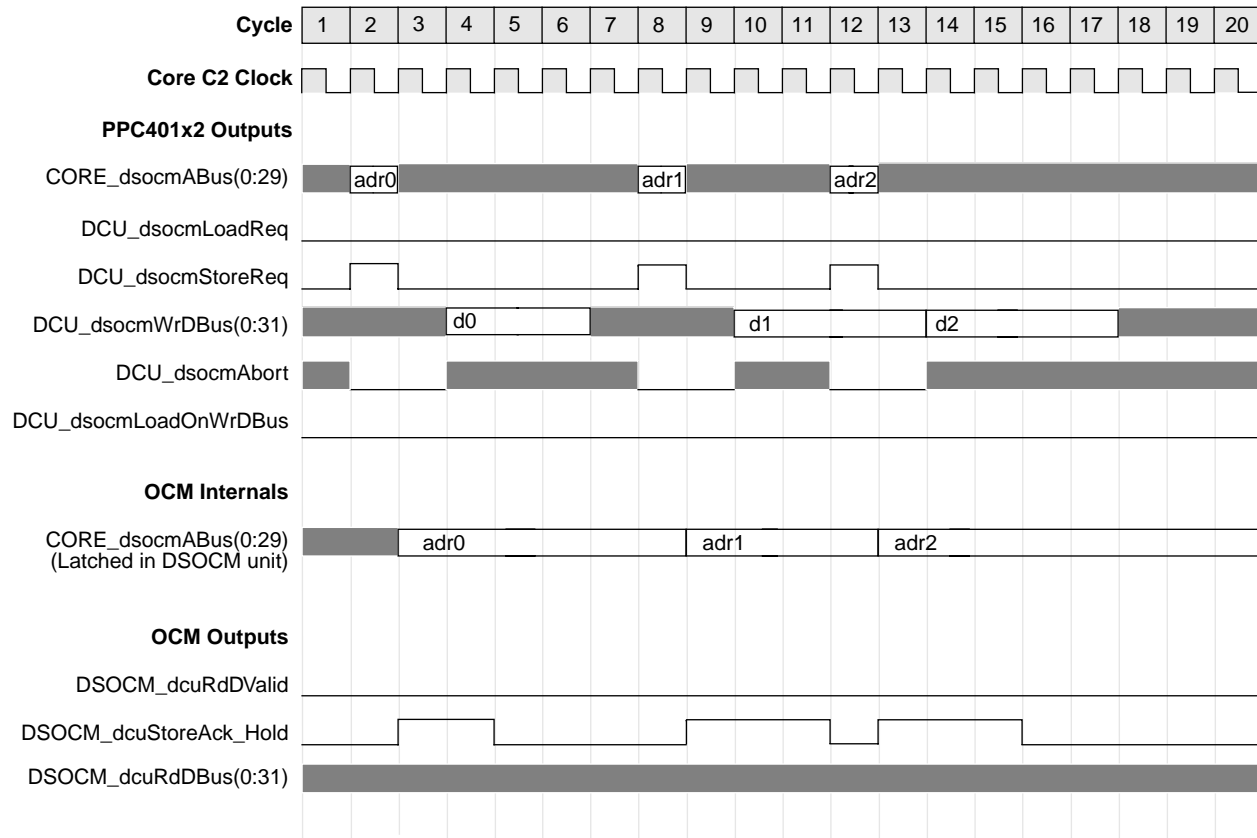 Cycle 1 2 3 4 5 6 7 8 9 10 11 12 13 14 15 16 17 18 19 20
Core C2 Clock
PPC401x2 Outputs
CORE_dsocmABus(0:29) adr0 adr1 adr2
DCU_dsocmLoadReq
DCU_dsocmStoreReq
DCU_dsocmWrDBus(0:31) d0 d1 d2
DCU_dsocmAbort
DCU_dsocmLoadOnWrDBus
OCM Internals
CORE_dsocmABus(0:29) adr0 adr1 adr2
(Latched in DSOCM unit)
OCM Outputs
DSOCM_dcuRdDValid
DSOCM_dcuStoreAck_Hold
DSOCM_dcuRdDBus(0:31)